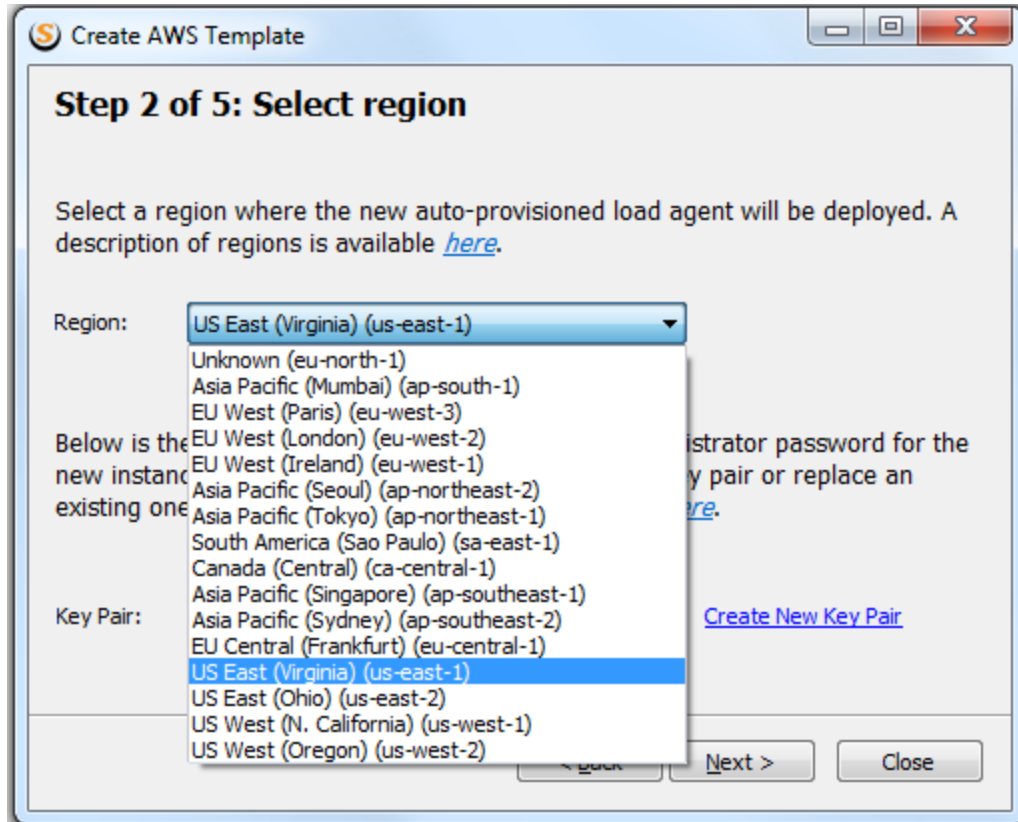 Create AWS Template
Step 2 of 5: Select region
Select a region where the new auto-provisioned load agent will be deployed. A
description of regions is available here.
Region:
US East (Virginia) (us-east-1)
Unknown (eu-north-1)
Asia Pacific (Mumbai) (ap-south-1)
EU West (Paris) (eu-west-3)
EU West (London) (eu-west-2)
EU West (Ireland) (eu-west-1)
Asia Pacific (Seoul) (ap-northeast-2)
Asia Pacific (Tokyo) (ap-northeast-1)
South America (Sao Paulo) (sa-east-1)
Canada (Central) (ca-central-1)
Asia Pacific (Singapore) (ap-southeast-1)
Asia Pacific (Sydney) (ap-southeast-2)
EU Central (Frankfurt) (eu-central-1)
US East (Virginia) (us-east-1)
US East (Ohio) (us-east-2)
US West (N. California) (us-west-1)
US West (Oregon) (us-west-2)
Below is the
password for the
new
pair or replace an
existing one
Key Pair:
Create New Key Pair
Next >
Close